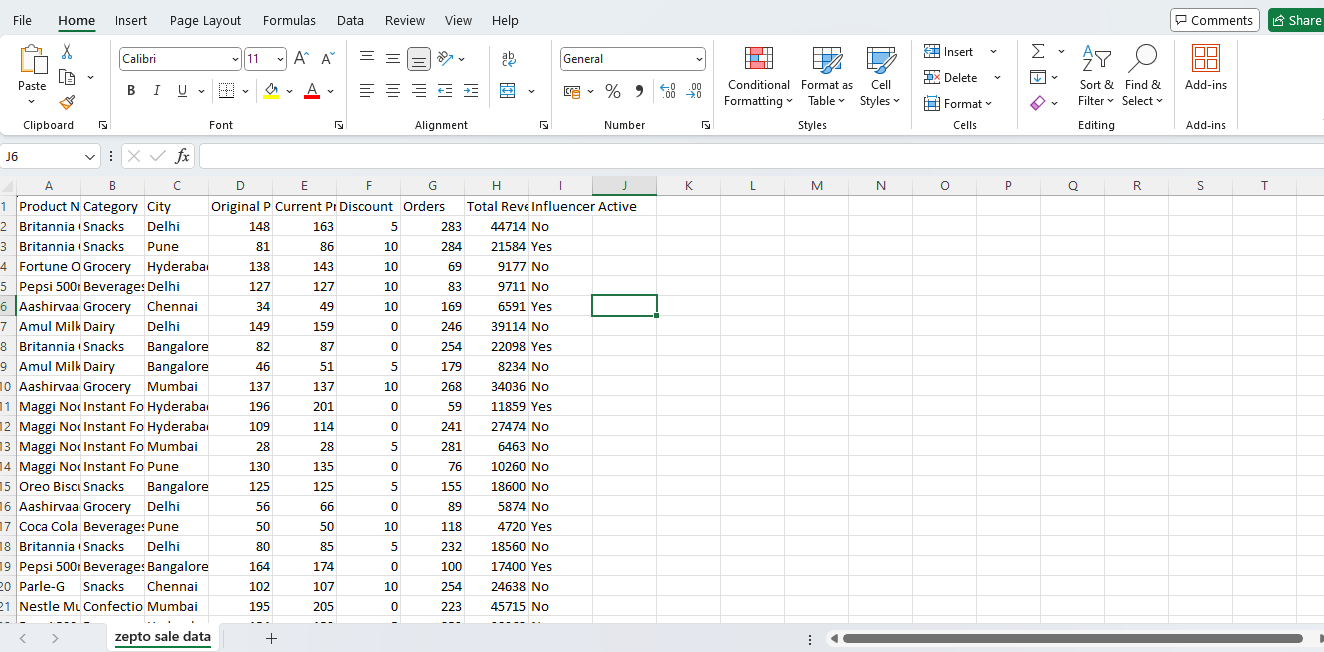 File Home Insert Page Layout Formulas Data Review View Help Comments Share
Calibri 11 A A ab General Insert
Paste B I U A % 9 Conditional Formatting Format as Table Cell Styles Delete Sort & Filter Find & Select Add-ins
Format
Clipboard Font Alignment Number Styles Cells Editing Add-ins
J6 fx
A B C D E F G H I J K L M N O P Q R S T
1 Product N Category City Original P Current Pr Discount Orders Total Reve Influencer Active
2 Britannia Snacks Delhi 148 163 5 283 44714 No
3 Britannia Snacks Pune 81 86 10 284 21584 Yes
4 Fortune O Grocery Hyderaba 138 143 10 69 9177 No
5 Pepsi 500 Beverages Delhi 127 127 10 83 9711 No
6 Aashirvaa Grocery Chennai 34 49 10 169 6591 Yes
7 Amul Milk Dairy Delhi 149 159 0 246 39114 No
8 Britannia Snacks Bangalore 82 87 0 254 22098 Yes
9 Amul Milk Dairy Bangalore 46 51 5 179 8234 No
10 Aashirvaa Grocery Mumbai 137 137 10 268 34036 No
11 Maggi Noo Instant Fo Hyderaba 196 201 0 59 11859 Yes
12 Maggi Noo Instant Fo Hyderaba 109 114 0 241 27474 No
13 Maggi Noo Instant Fo Mumbai 28 28 5 281 6463 No
14 Maggi Noo Instant Fo Pune 130 135 0 76 10260 No
15 Oreo Biscu Snacks Bangalore 125 125 5 155 18600 No
16 Aashirvaa Grocery Delhi 56 66 0 89 5874 No
17 Coca Cola Beverages Pune 50 50 10 118 4720 Yes
18 Britannia Snacks Delhi 80 85 5 232 18560 No
19 Pepsi 500 Beverages Bangalore 164 174 0 100 17400 Yes
20 Parle-G Snacks Chennai 102 107 10 254 24638 No
21 Nestle Mu Confectio Mumbai 195 205 0 223 45715 No
zepto sale data